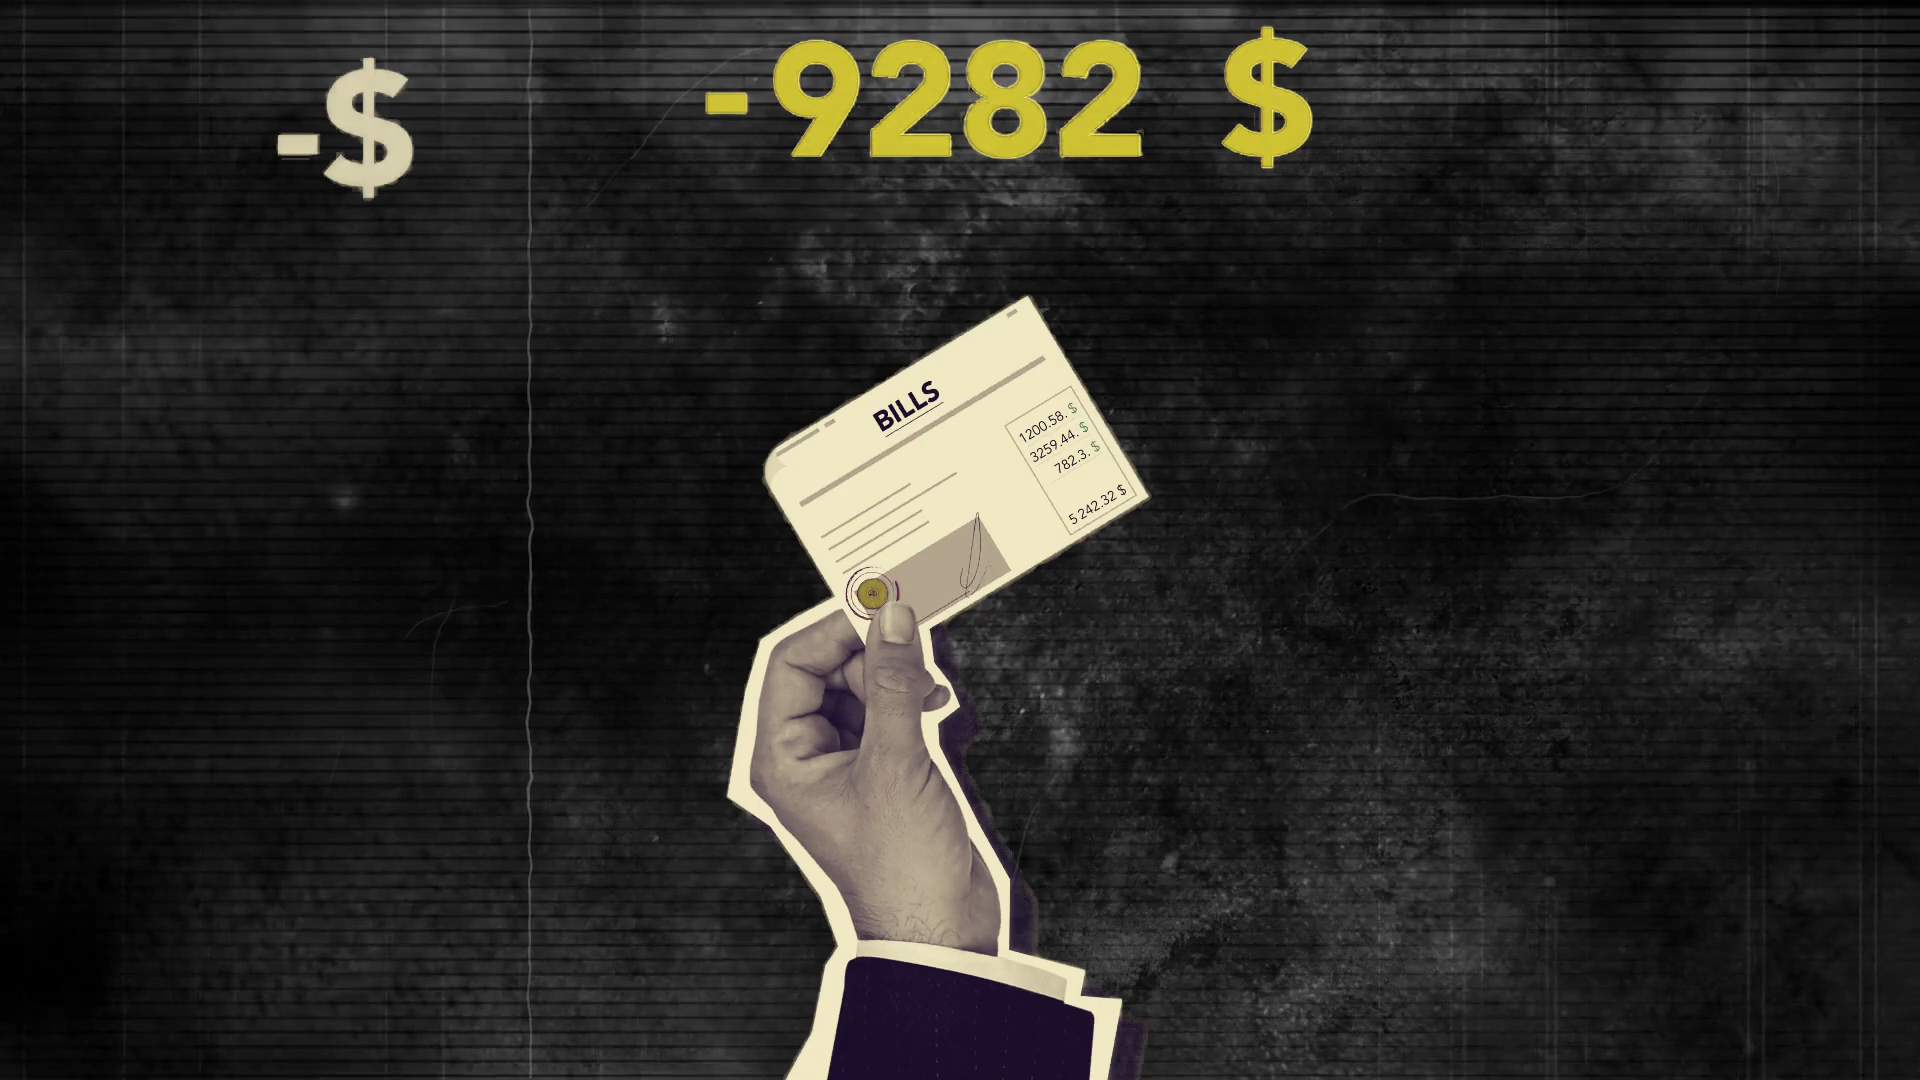 -$
-9282 $
BILLS
1200.58. $
3259.44. $
782.3. $
5 242.32 $